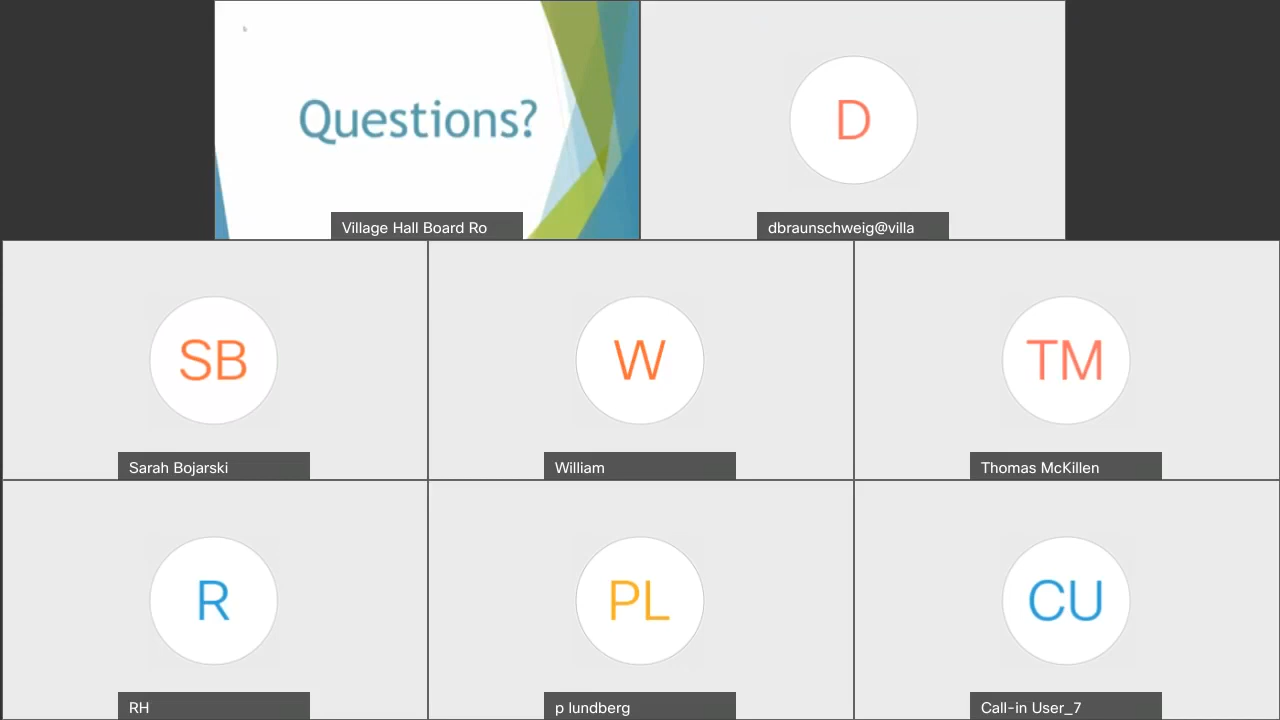 Questions?
Village Hall Board Ro
D
dbraunschweig@villa
SB
Sarah Bojarski
W
William
TM
Thomas McKillen
R
RH
PL
p lundberg
CU
Call-in User_7